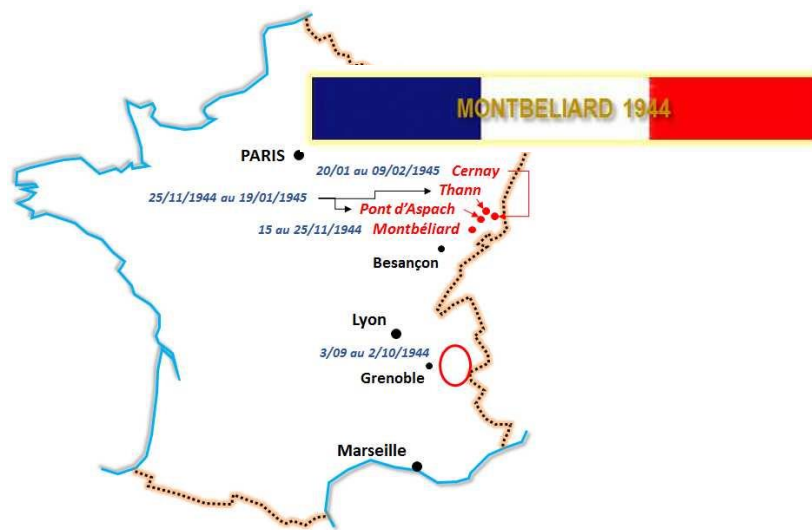 MONTBELIARD 1944
PARIS
20/01 au 09/02/1945 Cernay
Thann
25/11/1944 au 19/01/1945
Pont d'Aspach
15 au 25/11/1944 Montbéliard
Besançon
Lyon
3/09 au 2/10/1944
Grenoble
Marseille